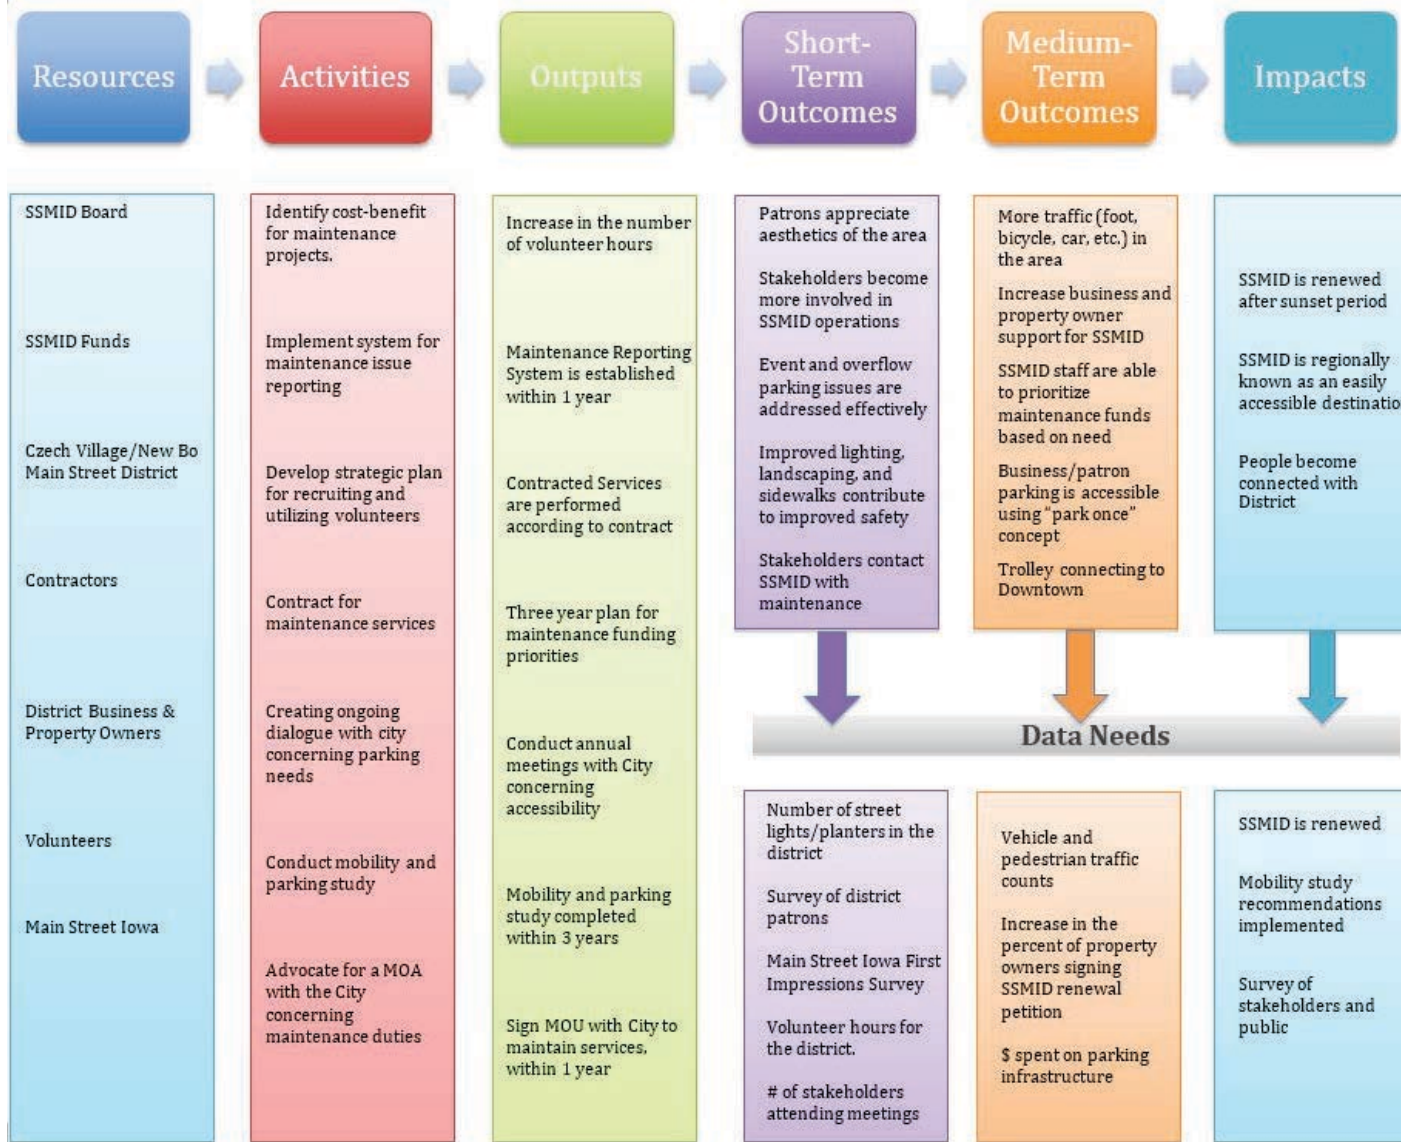 Resources
Activities
Outputs
Short-
Term
Outcomes
Medium-
Term
Outcomes
Impacts
SSMID Board
SSMID Funds
Czech Village/New Bo
Main Street District
Contractors
District Business &
Property Owners
Volunteers
Main Street Iowa
Identify cost-benefit
for maintenance
projects.
Implement system for
maintenance issue
reporting
Develop strategic plan
for recruiting and
utilizing volunteers
Contract for
maintenance services
Creating ongoing
dialogue with city
concerning parking
needs
Conduct mobility and
parking study
Advocate for a MOA
with the City
concerning
maintenance duties
Increase in the number
of volunteer hours
Maintenance Reporting
System is established
within 1 year
Contracted Services
are performed
according to contract
Three year plan for
maintenance funding
priorities
Conduct annual
meetings with City
concerning
accessibility
Mobility and parking
study completed
within 3 years
Sign MOU with City to
maintain services,
within 1 year
Patrons appreciate
aesthetics of the area
Stakeholders become
more involved in
SSMID operations
Event and overflow
parking issues are
addressed effectively
Improved lighting,
landscaping, and
sidewalks contribute
to improved safety
Stakeholders contact
SSMID with
maintenance
More traffic (foot,
bicycle, car, etc.) in
the area
Increase business and
property owner
support for SSMID
SSMID staff are able
to prioritize
maintenance funds
based on need
Business/patron
parking is accessible
using “park once”
concept
Trolley connecting to
Downtown
SSMID is renewed
after sunset period
SSMID is regionally
known as an easily
accessible destinatio
People become
connected with
District
Data Needs
Number of street
lights/planters in the
district
Survey of district
patrons
Main Street Iowa First
Impressions Survey
Volunteer hours for
the district.
# of stakeholders
attending meetings
Vehicle and
pedestrian traffic
counts
Increase in the
percent of property
owners signing
SSMID renewal
petition
$ spent on parking
infrastructure
SSMID is renewed
Mobility study
recommendations
implemented
Survey of
stakeholders and
public